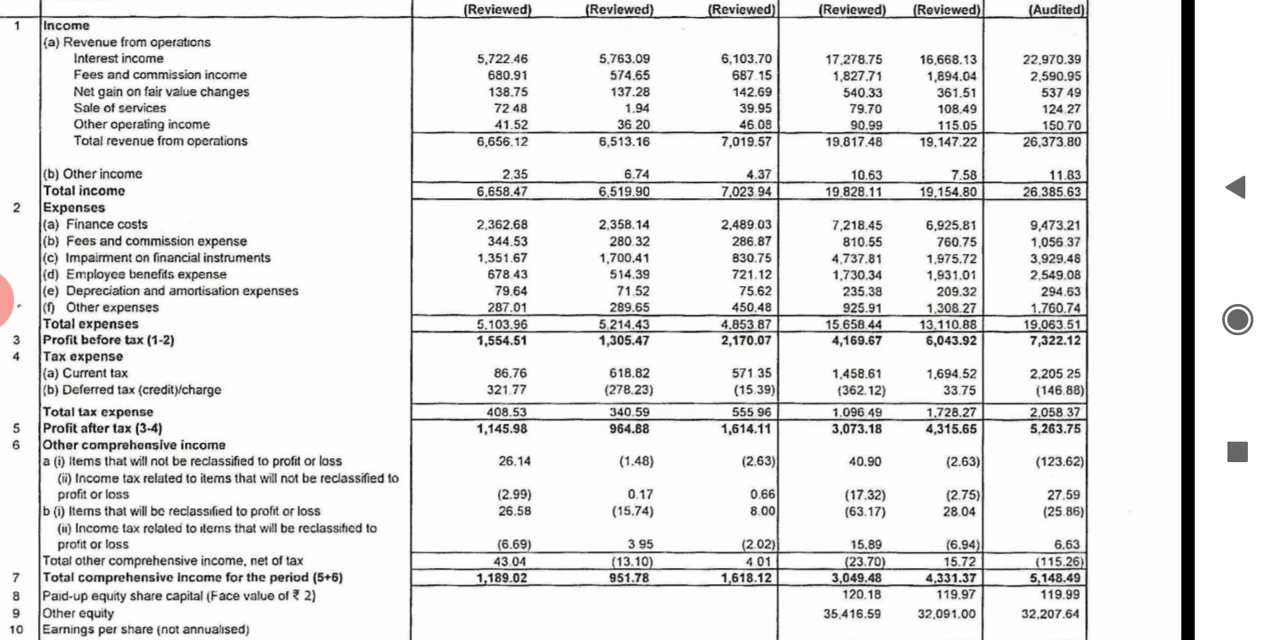 (Reviewed) (Reviewed) (Reviewed) (Reviewed) (Reviewed) (Audited)
1 Income
(a) Revenue from operations
Interest income 5,722.46 5,763.09 6,103.70 17,278.75 16,668.13 22,970.39
Fees and commission income 680.91 574.65 687.15 1,827.71 1,894.04 2,590.95
Net gain on fair value changes 138.75 137.28 142.69 540.33 361.51 537 49
Sale of services 72 48 1.94 39.95 79.70 108.49 124.27
Other operating income 41.52 36 20 46 08 90.99 115.05 150.70
Total revenue from operations 6,656.12 6,513.16 7,019.57 19,817.48 19,147.22 26,373.80
(b) Other income 2.35 6.74 4.37 10.63 7.58 11.83
Total income 6,658.47 6,519.90 7,023.94 19,828.11 19,154.80 26,385.63
2 Expenses
(a) Finance costs 2,362.68 2,358.14 2,489.03 7,218.45 6,925.81 9,473.21
(b) Fees and commission expense 344.53 280.32 286.87 810.55 760.75 1,056.37
(c) Impairment on financial instruments 1,351.67 1,700.41 830.75 4,737.81 1,975.72 3,929.48
(d) Employee benefits expense 678.43 514.39 721.12 1,730.34 1,931.01 2,549.08
(e) Depreciation and amortisation expenses 79.64 71.52 75.62 235.38 209.32 294.63
(f) Other expenses 287.01 289.65 450.48 925.91 1,308.27 1,760.74
Total expenses 5,103.96 5,214.43 4,853 87 15,658.44 13,110.88 19,063.51
3 Profit before tax (1-2) 1,554.51 1,305.47 2,170.07 4,169.67 6,043.92 7,322.12
4 Tax expense
(a) Current tax 86.76 618.82 571 35 1,458.61 1,694.52 2,205 25
(b) Deferred tax (credit)/charge 321.77 (278.23) (15.39) (362.12) 33.75 (146.88)
Total tax expense 408.53 340.59 555 96 1,096 49 1,728.27 2,058.37
5 Profit after tax (3-4) 1,145.98 964.88 1,614.11 3,073.18 4,315.65 5,263.75
6 Other comprehensive income
a (i) Items that will not be reclassified to profit or loss 26.14 (1.48) (2.63) 40.90 (2.63) (123.62)
(ii) Income tax related to items that will not be reclassified to
profit or loss (2.99) 0.17 0.66 (17.32) (2.75) 27.59
b (i) Items that will be reclassified to profit or loss 26.58 (15.74) 8.00 (63.17) 28.04 (25.86)
(ii) Income tax related to items that will be reclassified to
profit or loss (6.69) 3 95 (2 02) 15.89 (6.94) 6.63
Total other comprehensive income, net of tax 43 04 (13.10) 4 01 (23.70) 15.72 (115.26)
7 Total comprehensive income for the period (5+6) 1,189.02 951.78 1,618.12 3,049.48 4,331.37 5,148.49
8 Paid-up equity share capital (Face value of ₹ 2) 120.18 119.97 119.99
9 Other equity 35,416.59 32,091.00 32,207.64
10 Earnings per share (not annualised)